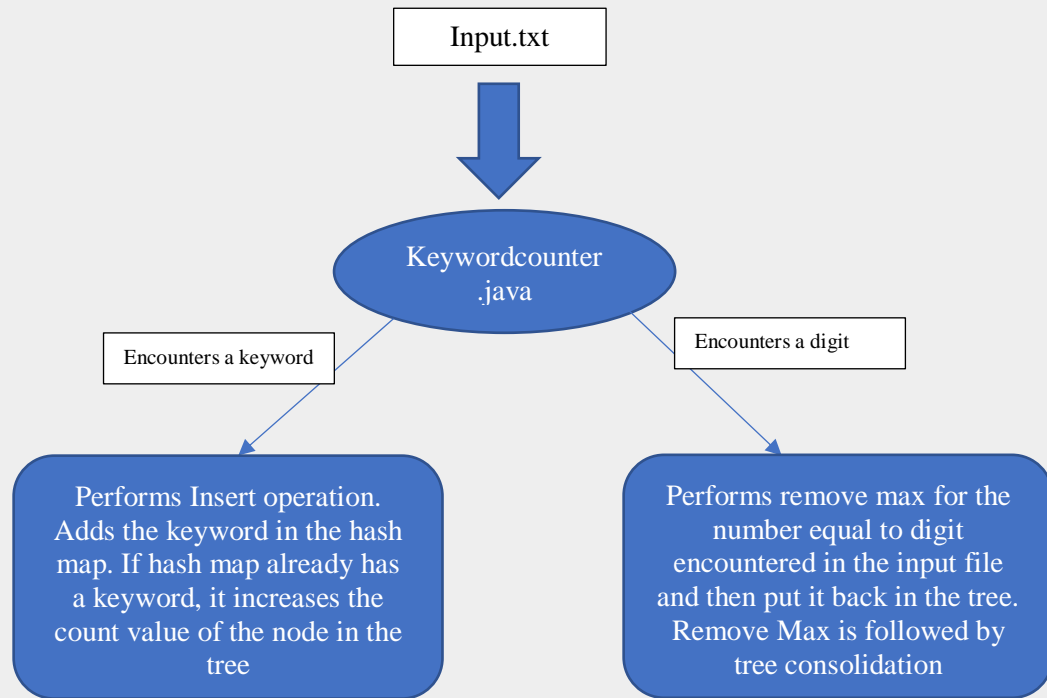 Input.txt
Keywordcounter
.java
Encounters a keyword
Encounters a digit
Performs Insert operation.
Adds the keyword in the hash
map. If hash map already has
a keyword, it increases the
count value of the node in the
tree
Performs remove max for the
number equal to digit
encountered in the input file
and then put it back in the tree.
Remove Max is followed by
tree consolidation